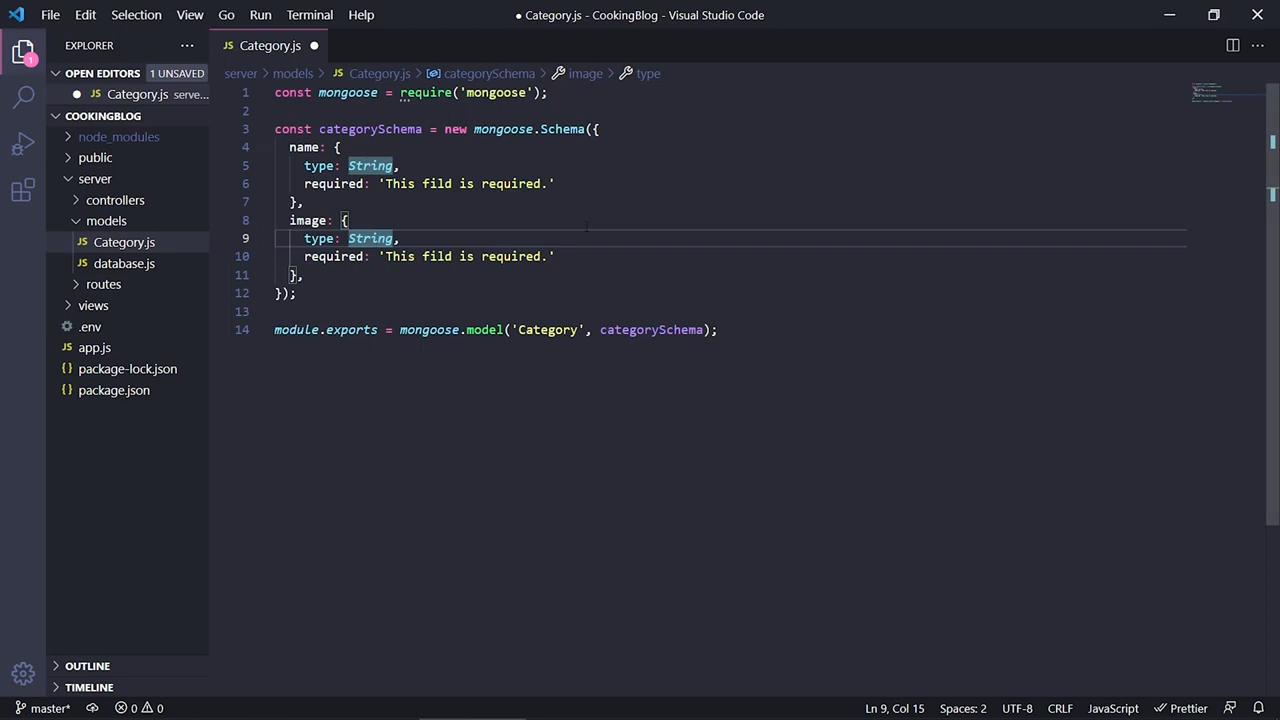 File Edit Selection View Go Run Terminal Help
● Category.js - CookingBlog - Visual Studio Code
EXPLORER
OPEN EDITORS 1 UNSAVED
JS Category.js serve...
COOKINGBLOG
node_modules
public
server
controllers
models
JS Category.js
JS database.js
routes
views
.env
JS app.js
{} package-lock.json
{} package.json
OUTLINE
TIMELINE
1
JS Category.js
server > models > JS Category.js > categorySchema > image > type
1 const mongoose = require('mongoose');
2
3 const categorySchema = new mongoose.Schema({
4 name: {
5 type: String,
6 required: 'This fild is required.'
7 },
8 image: {
9 type: String,
10 required: 'This fild is required.'
11 },
12 });
13
14 module.exports = mongoose.model('Category', categorySchema);
master* 0 0
Ln 9, Col 15 Spaces: 2 UTF-8 CRLF JavaScript Prettier